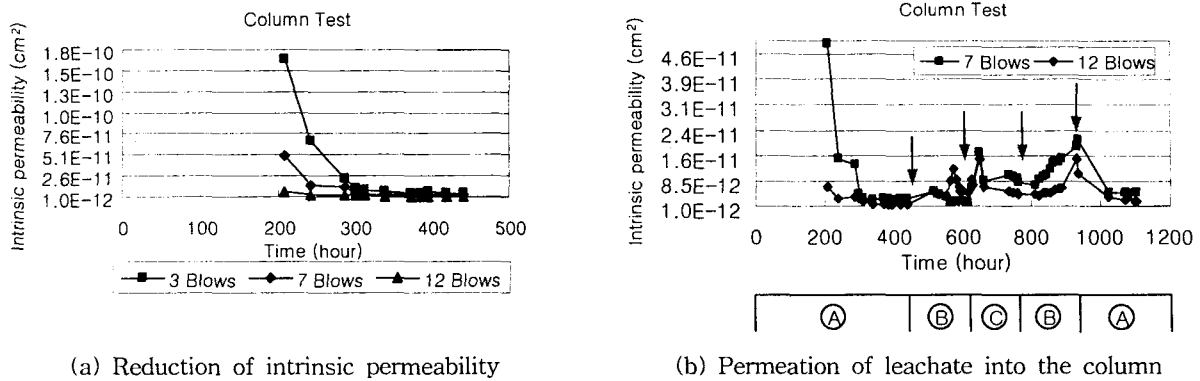 Column Test
Intrinsic permeability (cm²)
1.8E-10
1.5E-10
1.3E-10
1.0E-10
7.6E-11
5.1E-11
2.6E-11
1.0E-12
0 100 200 300 400 500
Time (hour)
3 Blows 7 Blows 12 Blows
(a) Reduction of intrinsic permeability
Column Test
Intrinsic permeability (cm²)
7 Blows 12 Blows
4.6E-11
3.9E-11
3.1E-11
2.4E-11
1.6E-11
8.5E-12
1.0E-12
0 200 400 600 800 1000 1200
Time (hour)
Ⓐ Ⓑ Ⓒ Ⓑ Ⓐ
(b) Permeation of leachate into the column